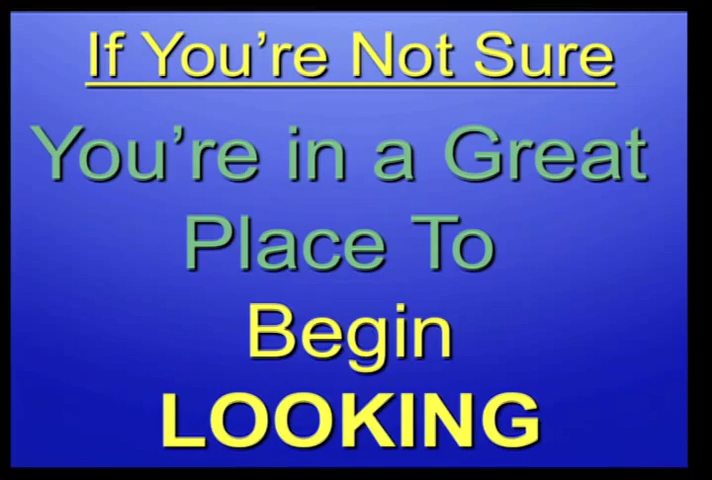 If You’re Not Sure
You’re in a Great
Place To
Begin
LOOKING